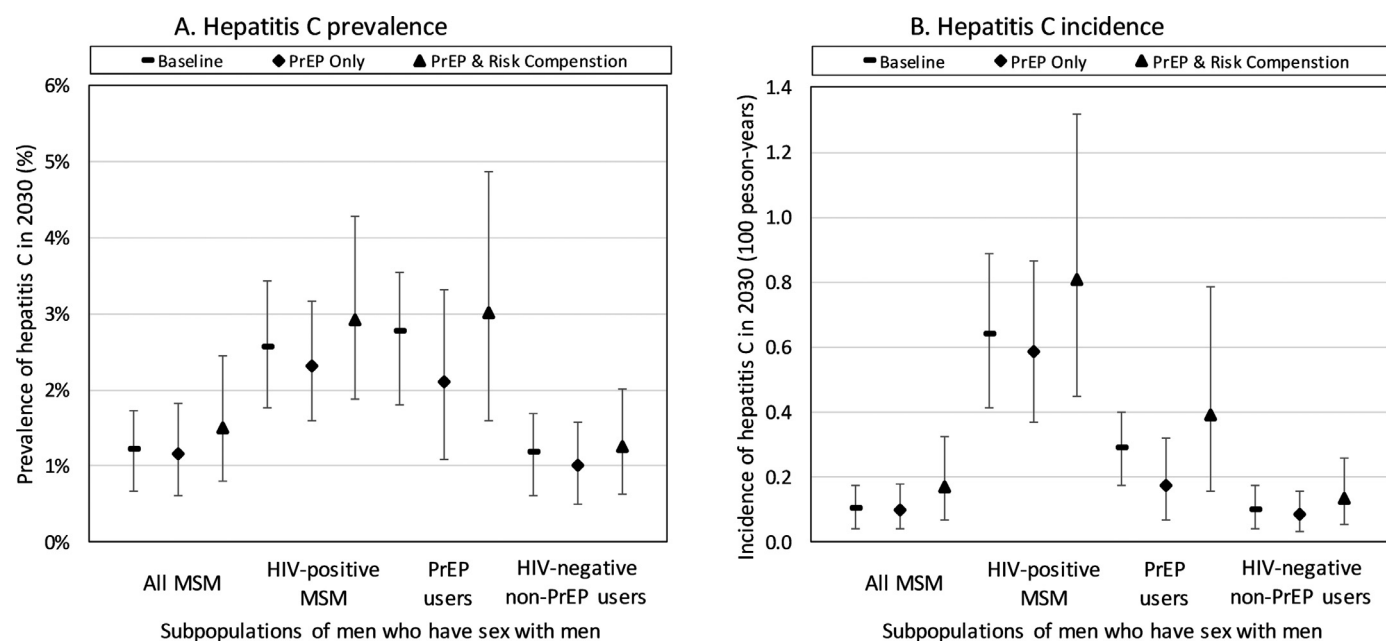 A. Hepatitis C prevalence
Baseline PrEP Only PrEP & Risk Compenstion
Prevalence of hepatitis C in 2030 (%)
6%
5%
4%
3%
2%
1%
0%
All MSM
HIV-positive
MSM
PrEP
users
HIV-negative
non-PrEP users
Subpopulations of men who have sex with men
B. Hepatitis C incidence
Baseline PrEP Only PrEP & Risk Compenstion
Incidence of hepatitis C in 2030 (100 peson-years)
1.4
1.2
1.0
0.8
0.6
0.4
0.2
0.0
All MSM
HIV-positive
MSM
PrEP
users
HIV-negative
non-PrEP users
Subpopulations of men who have sex with men